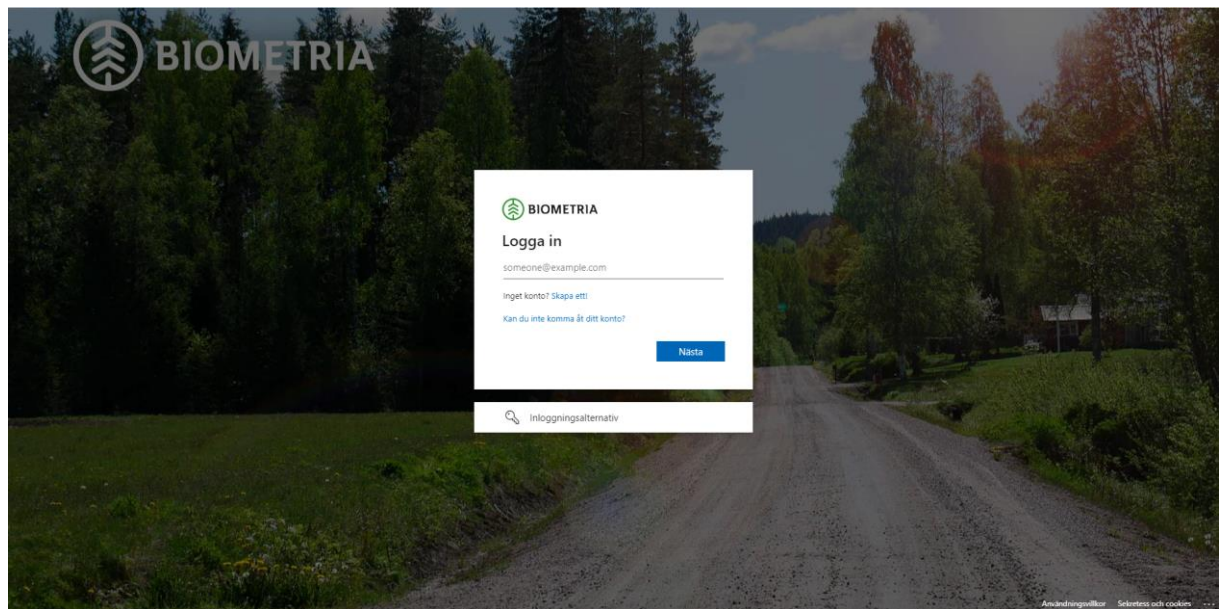 BIOMETRIA
BIOMETRIA
Logga in
someone@example.com
Inget konto? Skapa ett!
Kan du inte komma åt ditt konto?
Nästa
Inloggningsalternativ
Användningsvillkor Sekretess och cookies ...